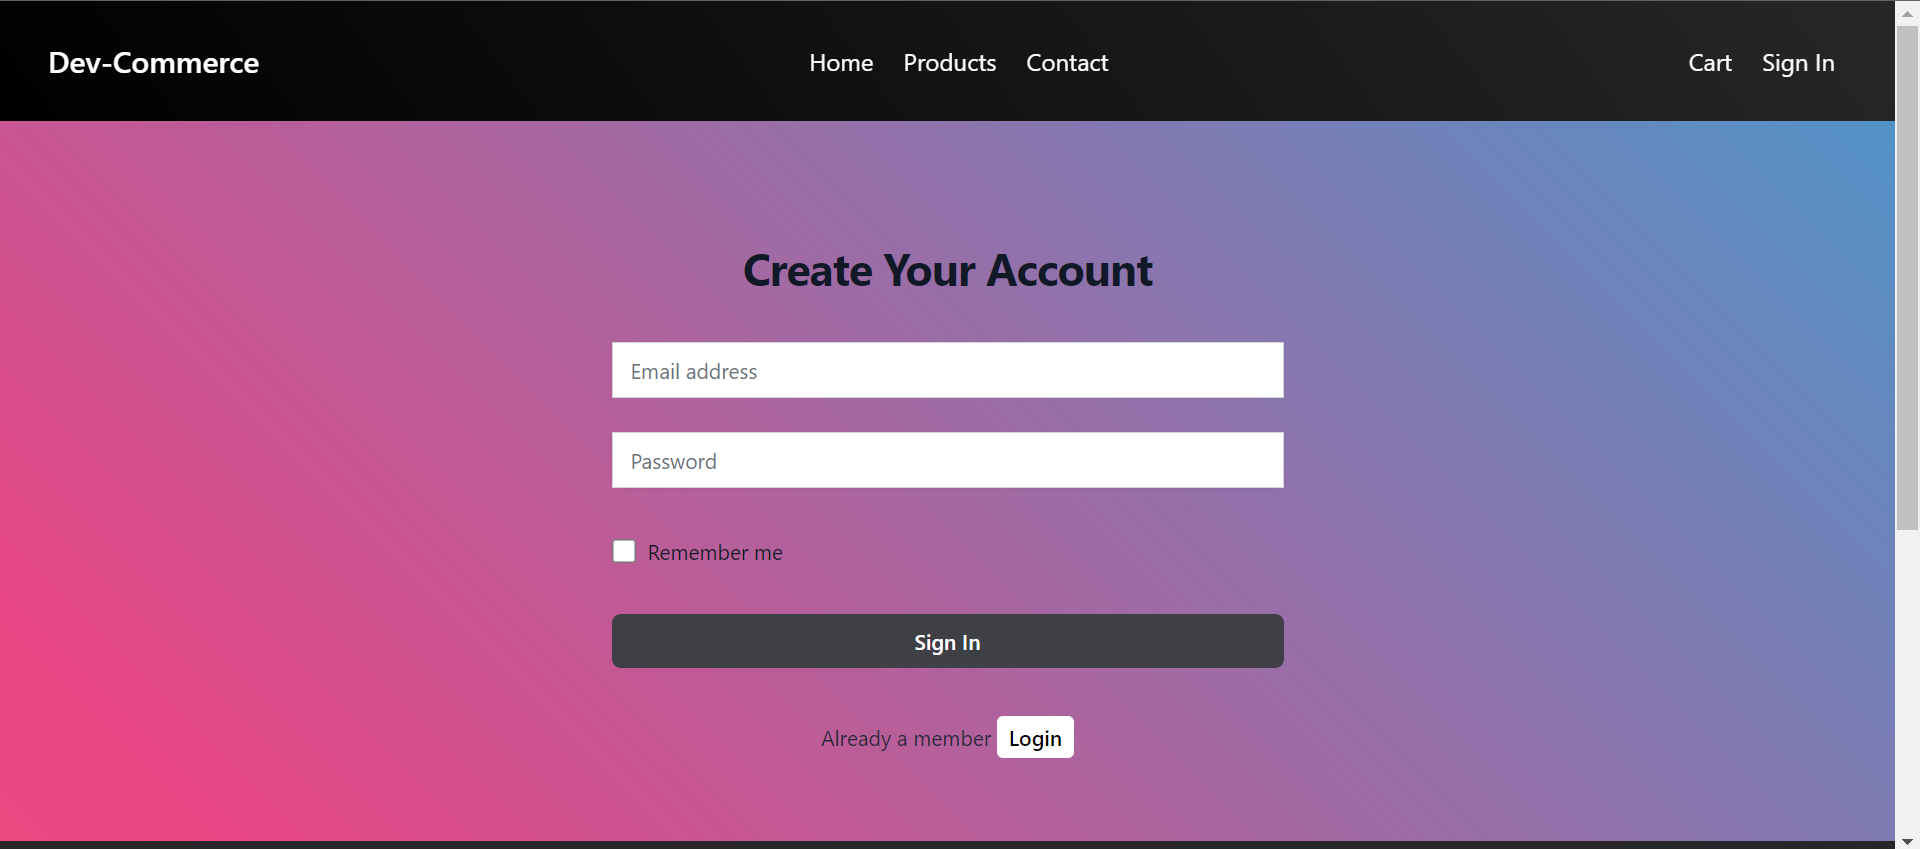 Dev-Commerce Home Products Contact Cart Sign In
Create Your Account
Email address
Password
Remember me
Sign In
Already a member Login